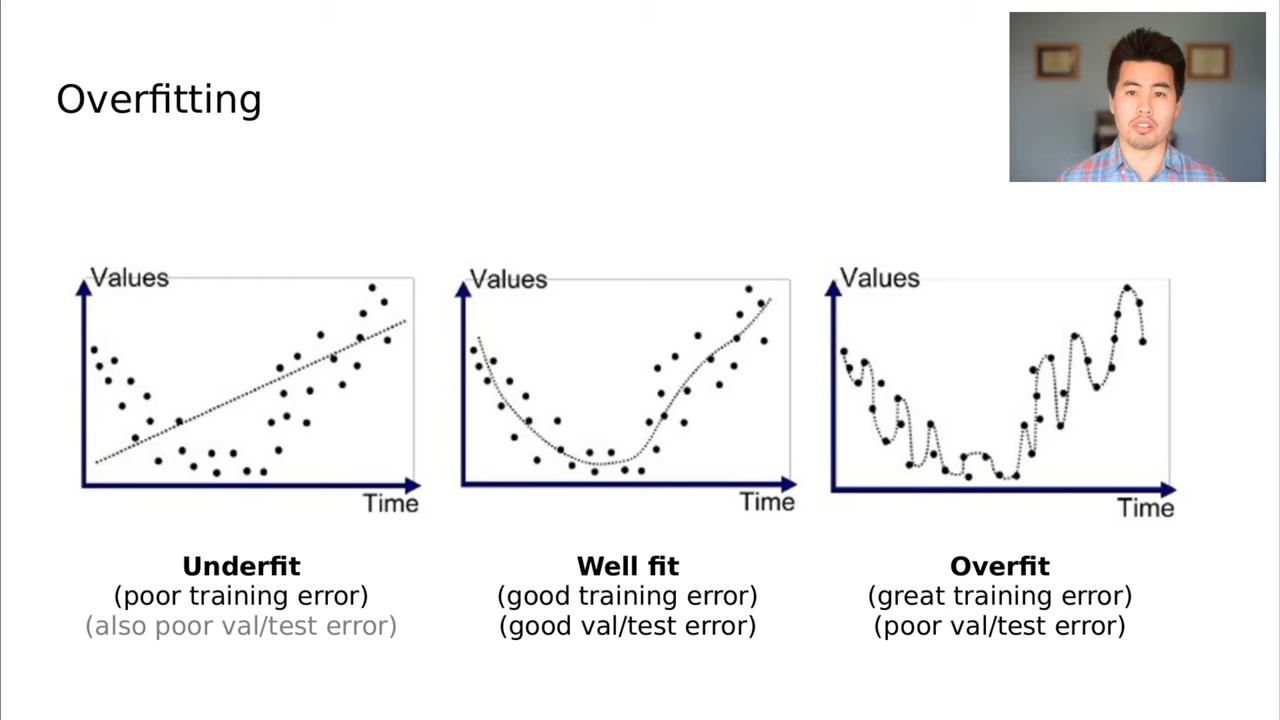 Overfitting
Values
Time
Values
Time
Values
Time
Underfit
(poor training error)
(also poor val/test error)
Well fit
(good training error)
(good val/test error)
Overfit
(great training error)
(poor val/test error)